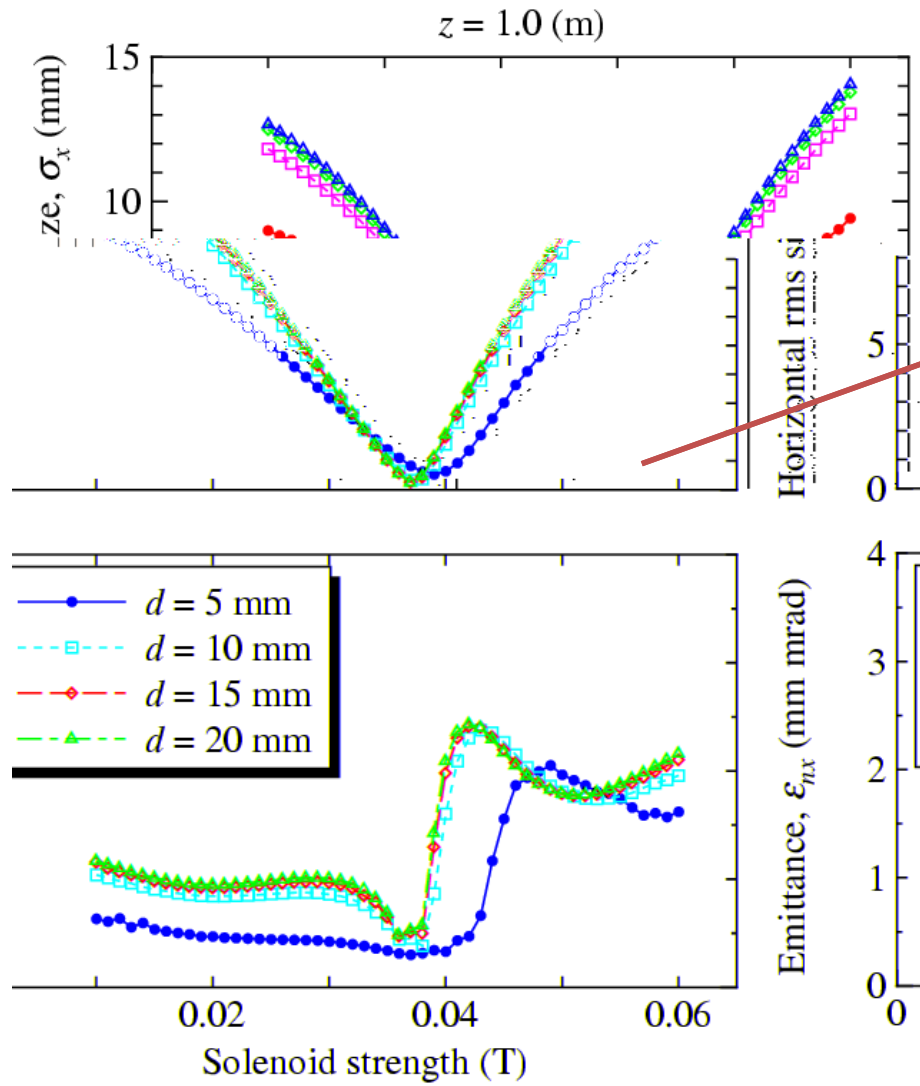 z = 1.0 (m)
15
10
ze, σx (mm)
Horizontal rms si
5
0
d = 5 mm
d = 10 mm
d = 15 mm
d = 20 mm
4
3
2
1
0
Emittance, εnx (mm mrad)
0.02
0.04
0.06
0
Solenoid strength (T)